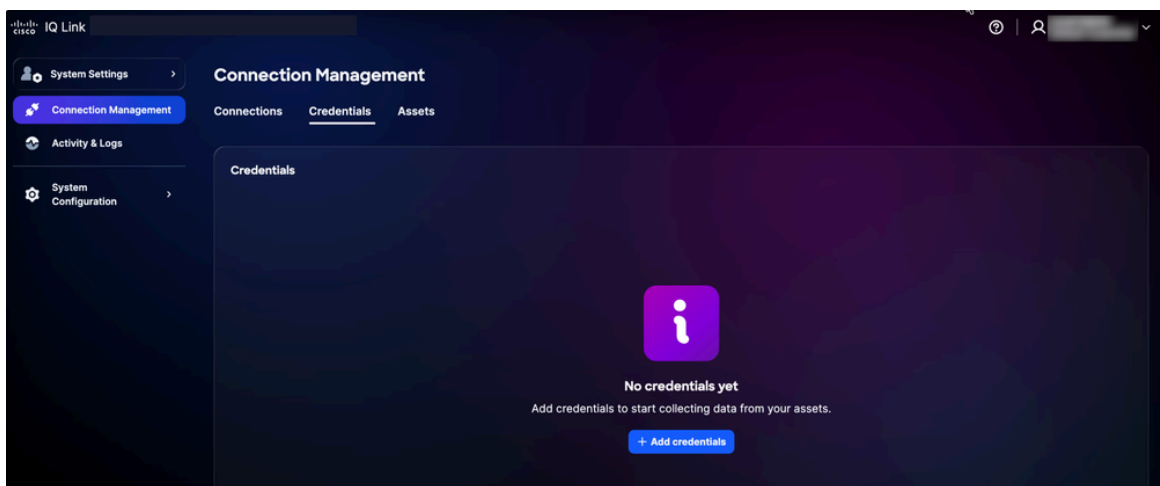 cisco IQ Link
System Settings
Connection Management
Activity & Logs
System
Configuration
Connection Management
Connections Credentials Assets
Credentials
No credentials yet
Add credentials to start collecting data from your assets.
+ Add credentials